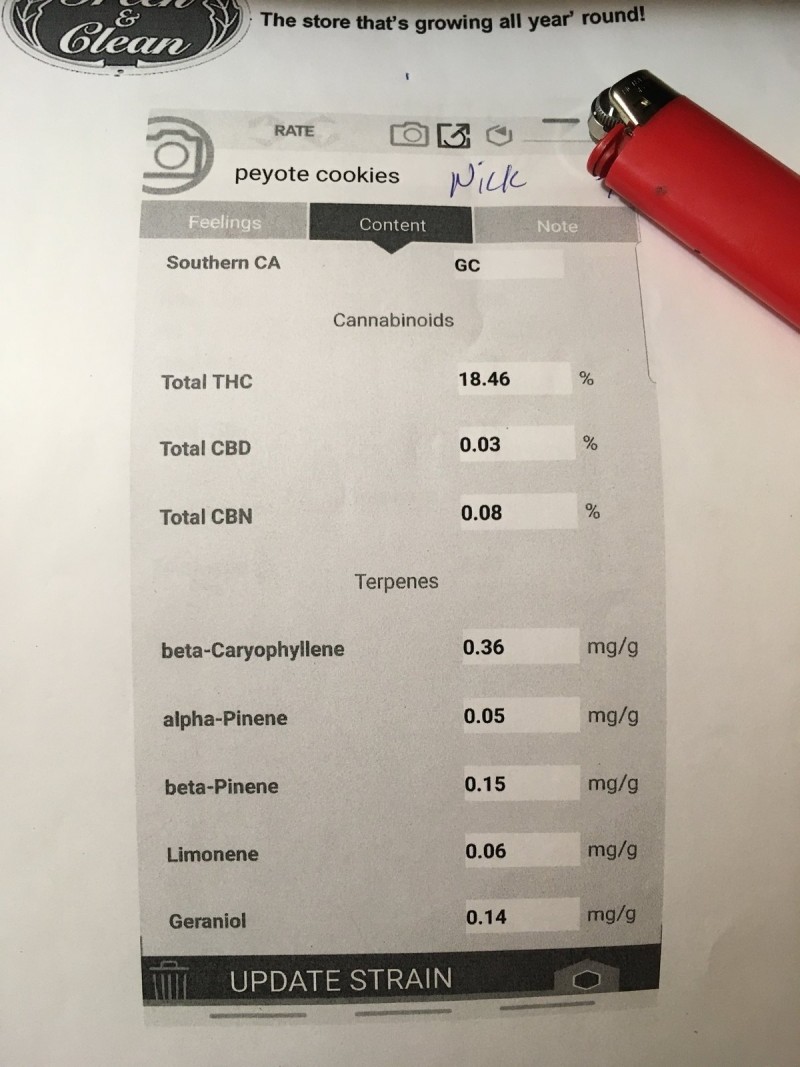 Green
&
Clean
The store that's growing all year' round!
RATE
peyote cookies Nick
Feelings Content Note
Southern CA GC
Cannabinoids
Total THC 18.46 %
Total CBD 0.03 %
Total CBN 0.08 %
Terpenes
beta-Caryophyllene 0.36 mg/g
alpha-Pinene 0.05 mg/g
beta-Pinene 0.15 mg/g
Limonene 0.06 mg/g
Geraniol 0.14 mg/g
UPDATE STRAIN